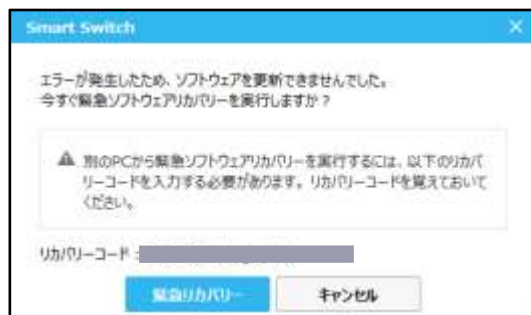 Smart Switch
エラーが発生したため、ソフトウェアを更新できませんでした。
今すぐ緊急ソフトウェアリカバリーを実行しますか？
別のPCから緊急ソフトウェアリカバリーを実行するには、以下のリカバ
リーコードを入力する必要があります。リカバリーコードを覚えておいて
ください。
リカバリーコード :
緊急リカバリー
キャンセル